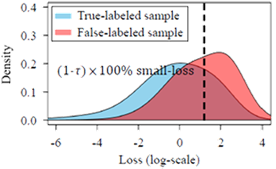 0.4
0.3
0.2
0.1
0.0
Density
True-labeled sample
False-labeled sample
(1-τ)×100% small-loss
-6 -4 -2 0 2 4
Loss (log-scale)